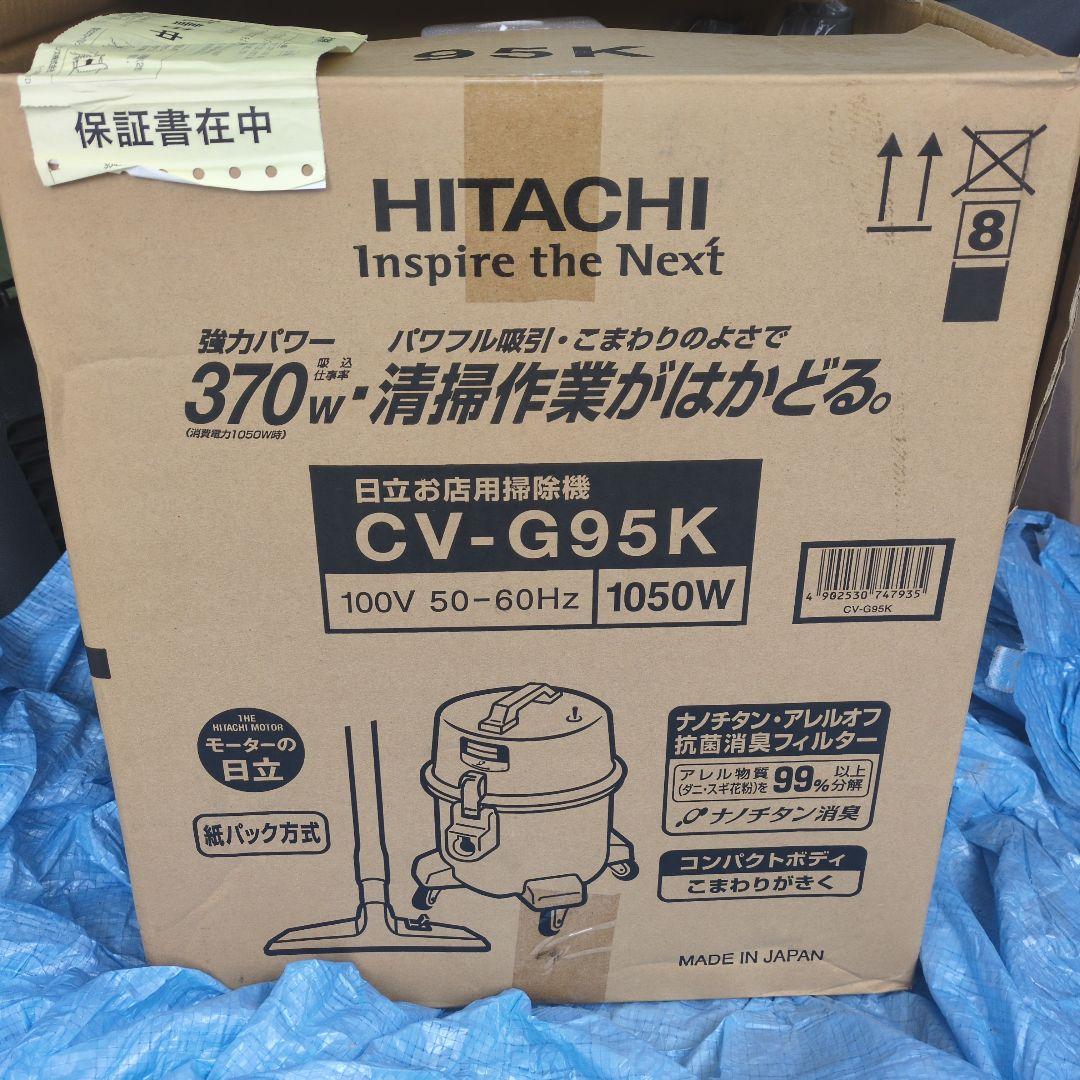 95K
保証書在中
HITACHI
Inspire the Next
8
強力パワー パワフル吸引・こまわりのよさで
370W 吸込仕事率・清掃作業がはかどる。
(消費電力1050W時)
日立お店用掃除機
CV-G95K
100V 50-60Hz 1050W
4 902530 747935
CV-G95K
THE
HITACHI MOTOR
モーターの
日立
紙パック方式
ナノチタン・アレルオフ
抗菌消臭フィルター
アレル物質
(ダニ・スギ花粉)を 99%以上分解
ナノチタン消臭
コンパクトボディ
こまわりがきく
MADE IN JAPAN